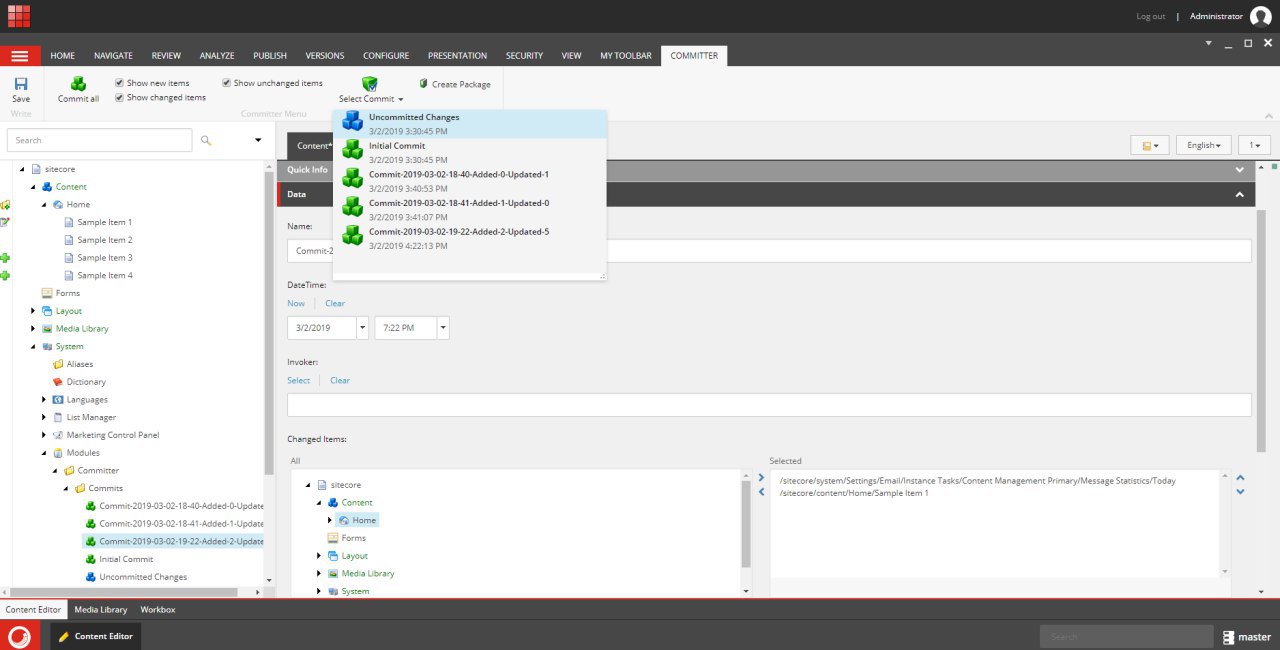 Log out | Administrator
HOME NAVIGATE REVIEW ANALYZE PUBLISH VERSIONS CONFIGURE PRESENTATION SECURITY VIEW MY TOOLBAR COMMITTER
Save
Write
Commit all
Show new items
Show changed items
Show unchanged items
Select Commit
Create Package
Committer Menu
Uncommitted Changes
3/2/2019 3:30:45 PM
Initial Commit
3/2/2019 3:30:45 PM
Commit-2019-03-02-18-40-Added-0-Updated-1
3/2/2019 3:40:53 PM
Commit-2019-03-02-18-41-Added-1-Updated-0
3/2/2019 3:41:07 PM
Commit-2019-03-02-19-22-Added-2-Updated-5
3/2/2019 4:22:13 PM
Search
sitecore
Content
Home
Sample Item 1
Sample Item 2
Sample Item 3
Sample Item 4
Forms
Layout
Media Library
System
Aliases
Dictionary
Languages
List Manager
Marketing Control Panel
Modules
Committer
Commits
Commit-2019-03-02-18-40-Added-0-Update
Commit-2019-03-02-18-41-Added-1-Update
Commit-2019-03-02-19-22-Added-2-Update
Initial Commit
Uncommitted Changes
Content*
English
1
Quick Info
Data
Name:
Commit-2
DateTime:
Now Clear
3/2/2019 7:22 PM
Invoker:
Select Clear
Changed Items:
All
sitecore
Content
Home
Forms
Layout
Media Library
System
Selected
/sitecore/system/Settings/Email/Instance Tasks/Content Management Primary/Message Statistics/Today
/sitecore/content/Home/Sample Item 1
Content Editor Media Library Workbox
Content Editor
Search
master